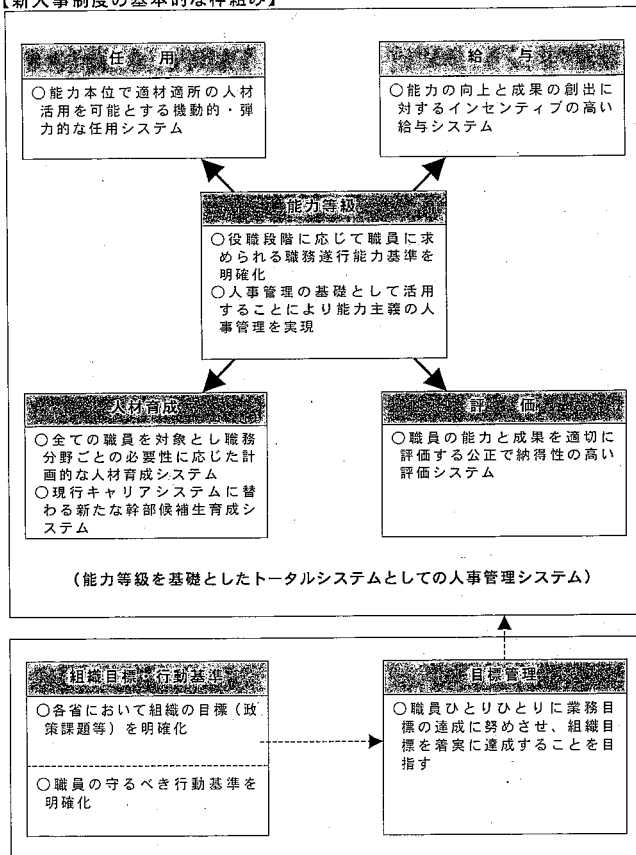 【新人事制度の基本的な枠組み】
任用
○能力本位で適材適所の人材
活用を可能とする機動的・弾
力的な任用システム
給与
○能力の向上と成果の創出に
対するインセンティブの高い
給与システム
能力等級
○役職段階に応じて職員に求
められる職務遂行能力基準を
明確化
○人事管理の基礎として活用
することにより能力主義の人
事管理を実現
人材育成
○全ての職員を対象とし職務
分野ごとの必要性に応じた計
画的な人材育成システム
○現行キャリアシステムに替
わる新たな幹部候補生育成シ
ステム
評価
○職員の能力と成果を適切に
評価する公正で納得性の高い
評価システム
(能力等級を基礎としたトータルシステムとしての人事管理システム)
組織目標・行動基準
○各省において組織の目標(政
策課題等)を明確化
○職員の守るべき行動基準を
明確化
目標管理
○職員ひとりひとりに業務目
標の達成に努めさせ、組織目
標を着実に達成することを目
指す